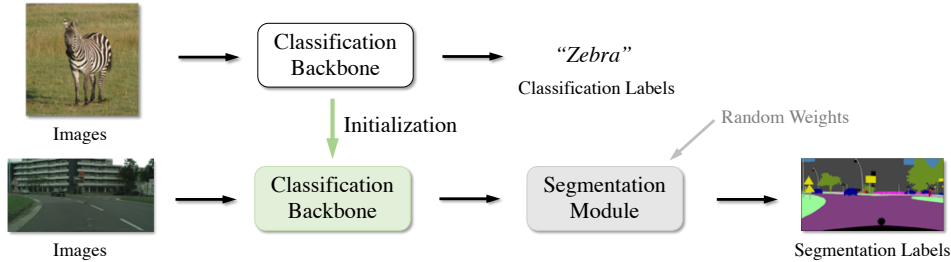 Classification
Backbone
“Zebra”
Classification Labels
Images
Initialization
Random Weights
Classification
Backbone
Segmentation
Module
Images
Segmentation Labels